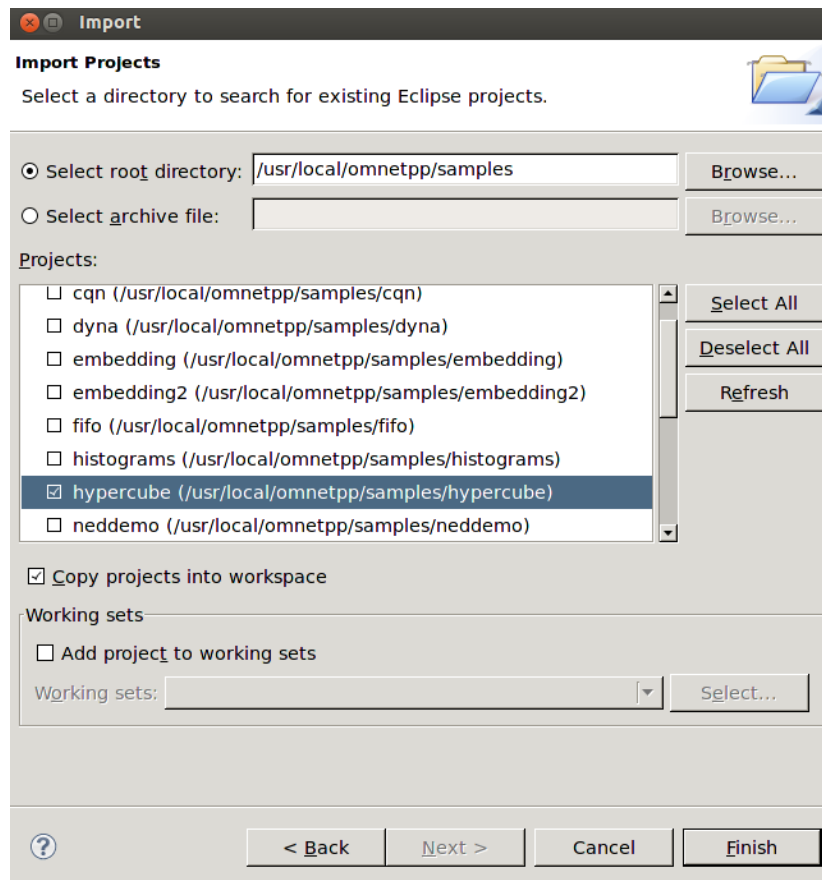 Import
Import Projects
Select a directory to search for existing Eclipse projects.
Select root directory: /usr/local/omnetpp/samples Browse...
Select archive file: Browse...
Projects:
cqn (/usr/local/omnetpp/samples/cqn)
dyna (/usr/local/omnetpp/samples/dyna)
embedding (/usr/local/omnetpp/samples/embedding)
embedding2 (/usr/local/omnetpp/samples/embedding2)
fifo (/usr/local/omnetpp/samples/fifo)
histograms (/usr/local/omnetpp/samples/histograms)
hypercube (/usr/local/omnetpp/samples/hypercube)
neddemo (/usr/local/omnetpp/samples/neddemo)
Select All
Deselect All
Refresh
Copy projects into workspace
Working sets
Add project to working sets
Working sets: Select...
? < Back Next > Cancel Finish